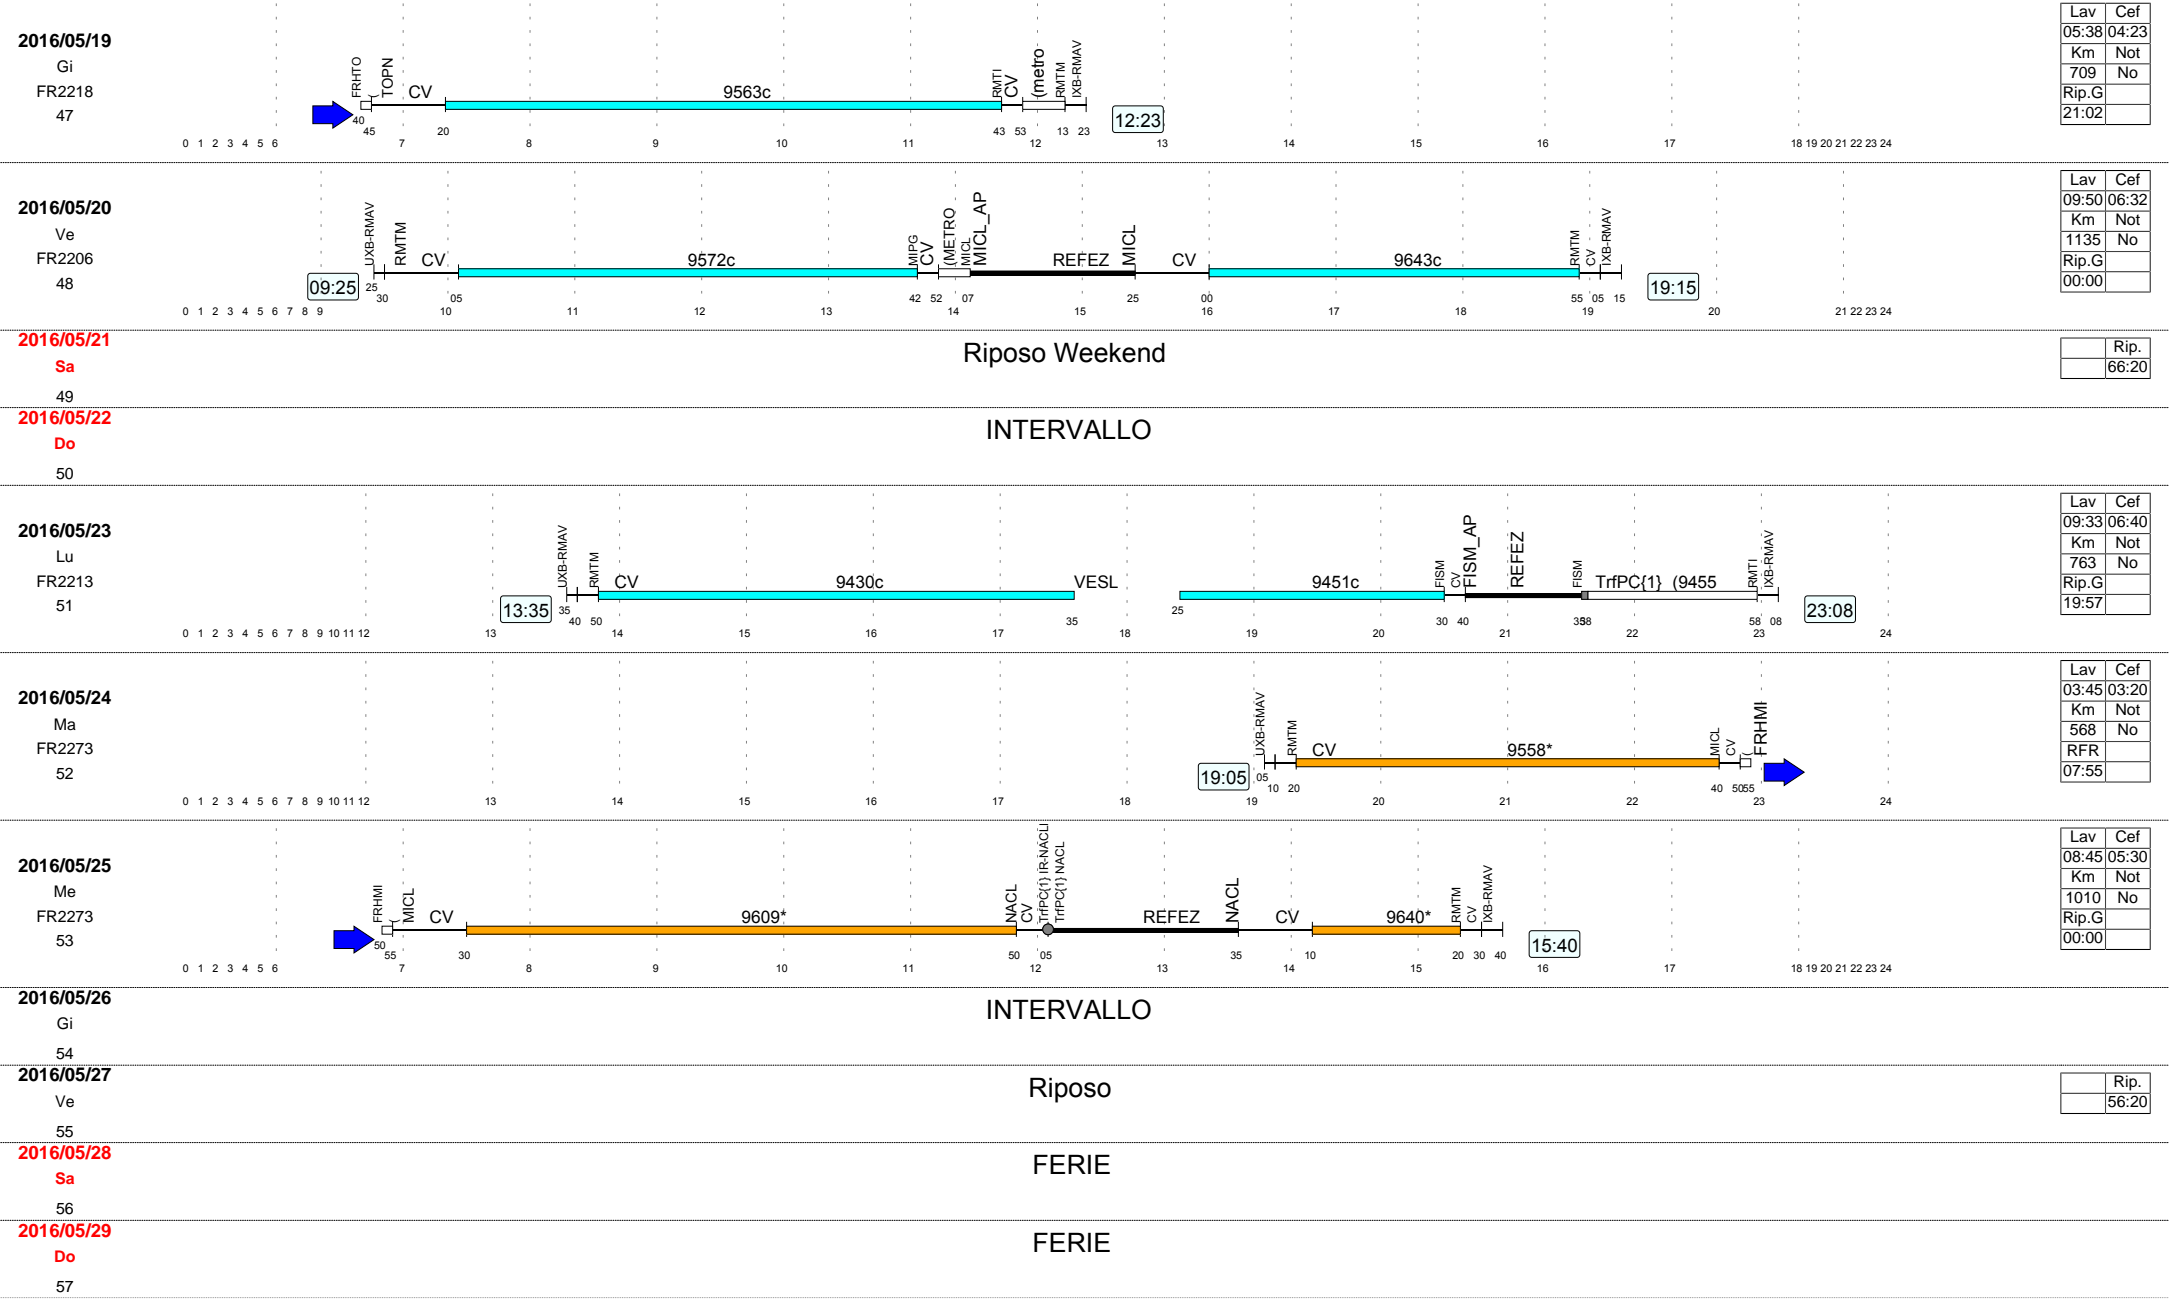 2016/05/19
Gi
FR2218
47
FRHTO
(
TOPN
CV
9563c
RMTI
CV
(metro
RMTM
IXB-RMAV
40
45
20
43
53
13
23
12:23
0 1 2 3 4 5 6 7 8 9 10 11 12 13 14 15 16 17 18 19 20 21 22 23 24
Lav Cef
05:38 04:23
Km Not
709 No
Rip.G
21:02
2016/05/20
Ve
FR2206
48
09:25
UXB-RMAV
RMTM
CV
9572c
MIPG
CV
(METRO
MICL
MICL_AP
REFEZ
MICL
CV
9643c
RMTM
CV
IXB-RMAV
25
30
05
42
52
07
25
00
55
05
15
19:15
0 1 2 3 4 5 6 7 8 9 10 11 12 13 14 15 16 17 18 19 20 21 22 23 24
Lav Cef
09:50 06:32
Km Not
1135 No
Rip.G
00:00
2016/05/21
Sa
49
Riposo Weekend
Rip.
66:20
2016/05/22
Do
50
INTERVALLO
2016/05/23
Lu
FR2213
51
13:35
UXB-RMAV
RMTM
CV
9430c
VESL
9451c
FISM
CV
FISM_AP
REFEZ
FISM
TrfPC{1} (9455
RMTI
IXB-RMAV
35
40
50
35
25
30
40
35
38
58
08
23:08
0 1 2 3 4 5 6 7 8 9 10 11 12 13 14 15 16 17 18 19 20 21 22 23 24
Lav Cef
09:33 06:40
Km Not
763 No
Rip.G
19:57
2016/05/24
Ma
FR2273
52
19:05
UXB-RMAV
RMTM
CV
9558*
MICL
CV
(
FRHMI
05
10
20
40
50
55
0 1 2 3 4 5 6 7 8 9 10 11 12 13 14 15 16 17 18 19 20 21 22 23 24
Lav Cef
03:45 03:20
Km Not
568 No
RFR
07:55
2016/05/25
Me
FR2273
53
FRHMI
(
MICL
CV
9609*
NACL
CV
TrfPC{1} IR-NACLI
TrfPC{1} NACL
REFEZ
NACL
CV
9640*
RMTM
CV
IXB-RMAV
50
55
30
50
05
35
10
20
30
40
15:40
0 1 2 3 4 5 6 7 8 9 10 11 12 13 14 15 16 17 18 19 20 21 22 23 24
Lav Cef
08:45 05:30
Km Not
1010 No
Rip.G
00:00
2016/05/26
Gi
54
INTERVALLO
2016/05/27
Ve
55
Riposo
Rip.
56:20
2016/05/28
Sa
56
FERIE
2016/05/29
Do
57
FERIE